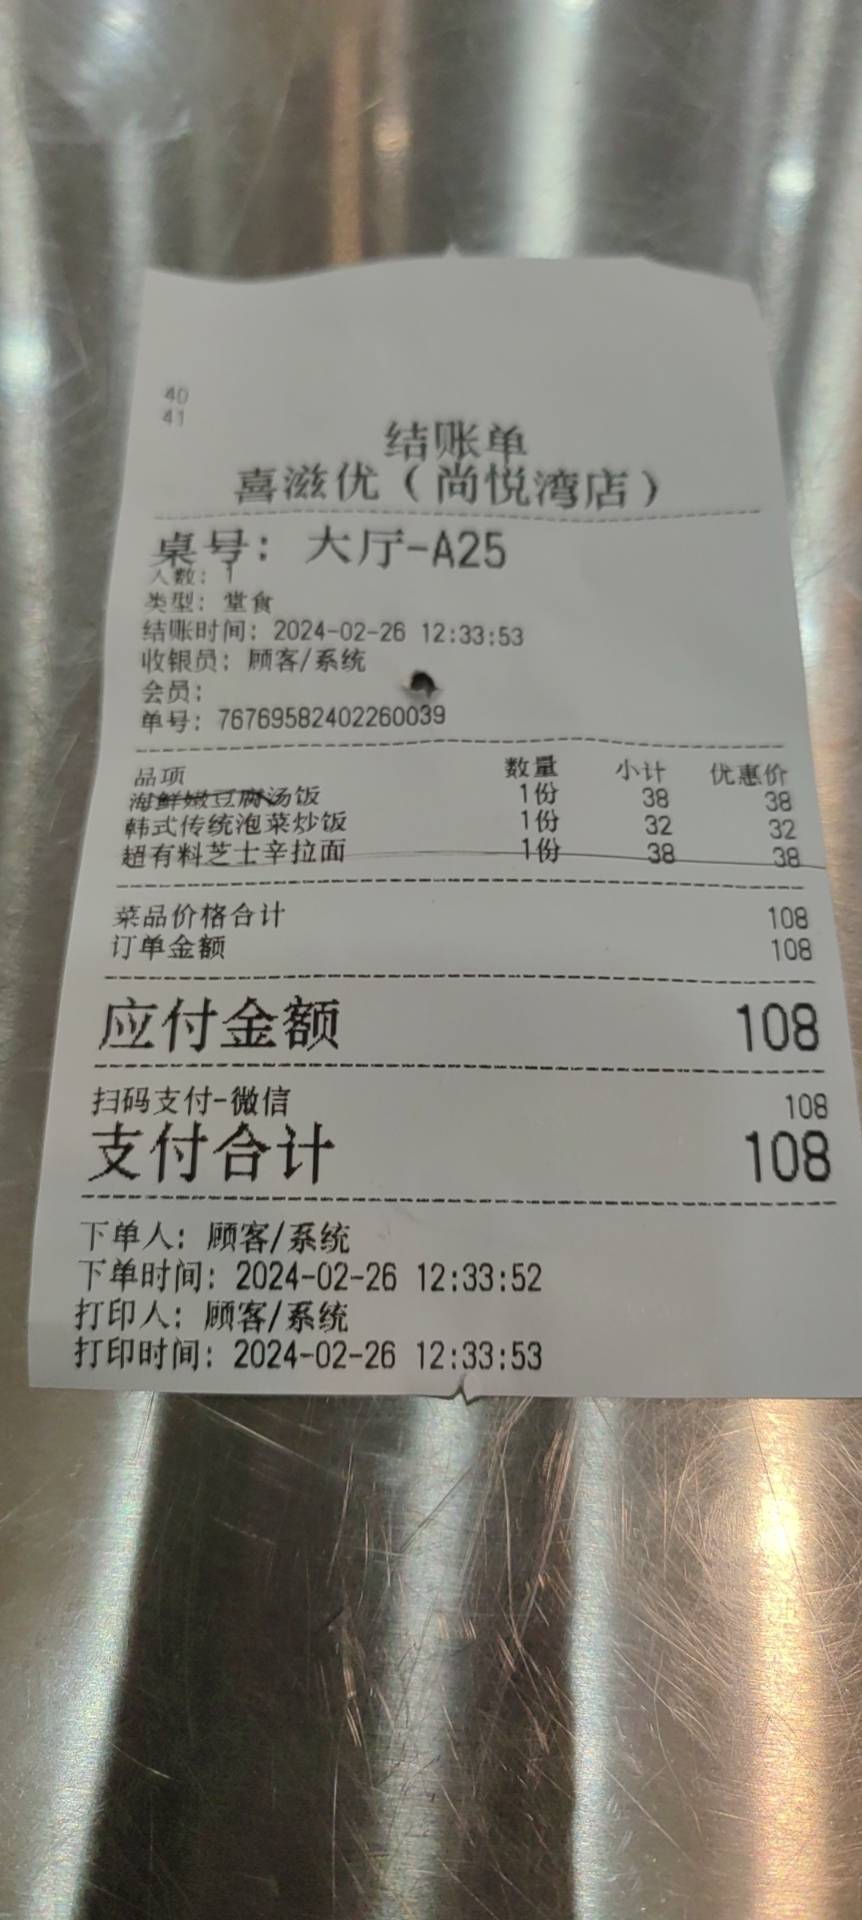 40
41
结账单
喜滋优（尚悦湾店）
桌号: 大厅-A25
人数: 1
类型: 堂食
结账时间: 2024-02-26 12:33:53
收银员: 顾客/系统
会员:
单号: 76769582402260039
品项 数量 小计 优惠价
海鲜嫩豆腐汤饭 1份 38 38
韩式传统泡菜炒饭 1份 32 32
超有料芝士辛拉面 1份 38 38
菜品价格合计 108
订单金额 108
应付金额 108
扫码支付-微信 108
支付合计 108
下单人: 顾客/系统
下单时间: 2024-02-26 12:33:52
打印人: 顾客/系统
打印时间: 2024-02-26 12:33:53